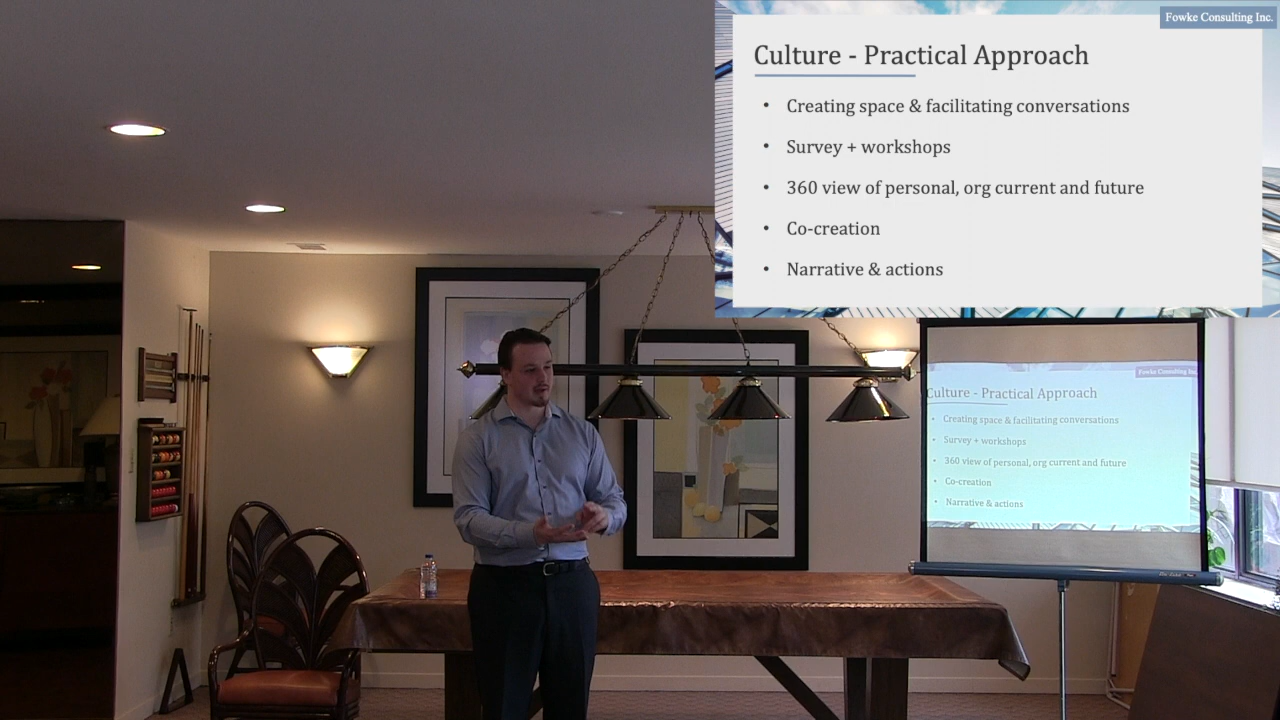 Fowke Consulting Inc.
Culture - Practical Approach
• Creating space & facilitating conversations
• Survey + workshops
• 360 view of personal, org current and future
• Co-creation
• Narrative & actions
Fowke Consulting Inc.
Culture - Practical Approach
• Creating space & facilitating conversations
• Survey + workshops
• 360 view of personal, org current and future
• Co-creation
• Narrative & actions